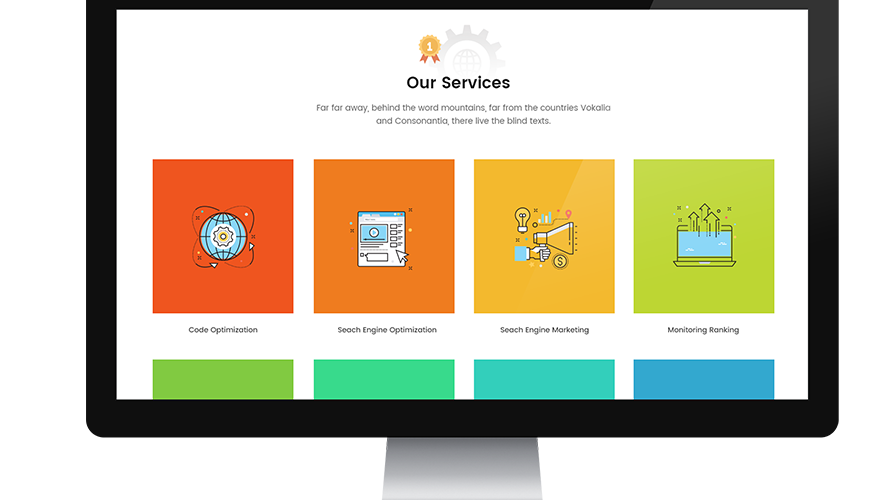 1
Our Services
Far far away, behind the word mountains, far from the countries Vokalia
and Consonantia, there live the blind texts.
$
Code Optimization
Seach Engine Optimization
Seach Engine Marketing
Monitoring Ranking